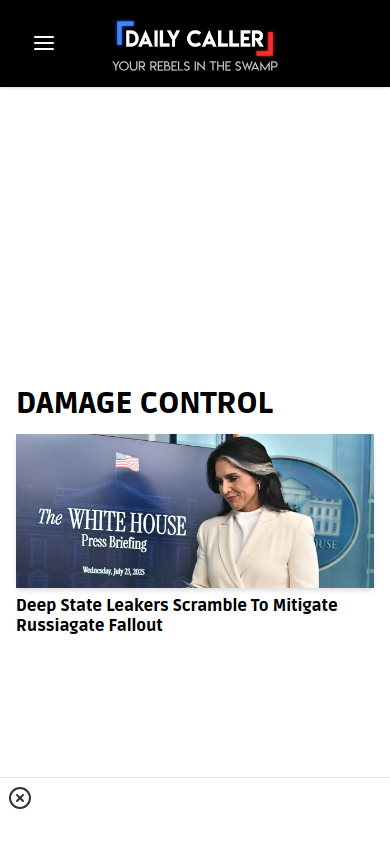 DAILY CALLER
YOUR REBELS IN THE SWAMP
DAMAGE CONTROL
The WHITE HOUSE
Press Briefing
Wednesday, July 23, 2025
HOUSE
Deep State Leakers Scramble To Mitigate
Russiagate Fallout